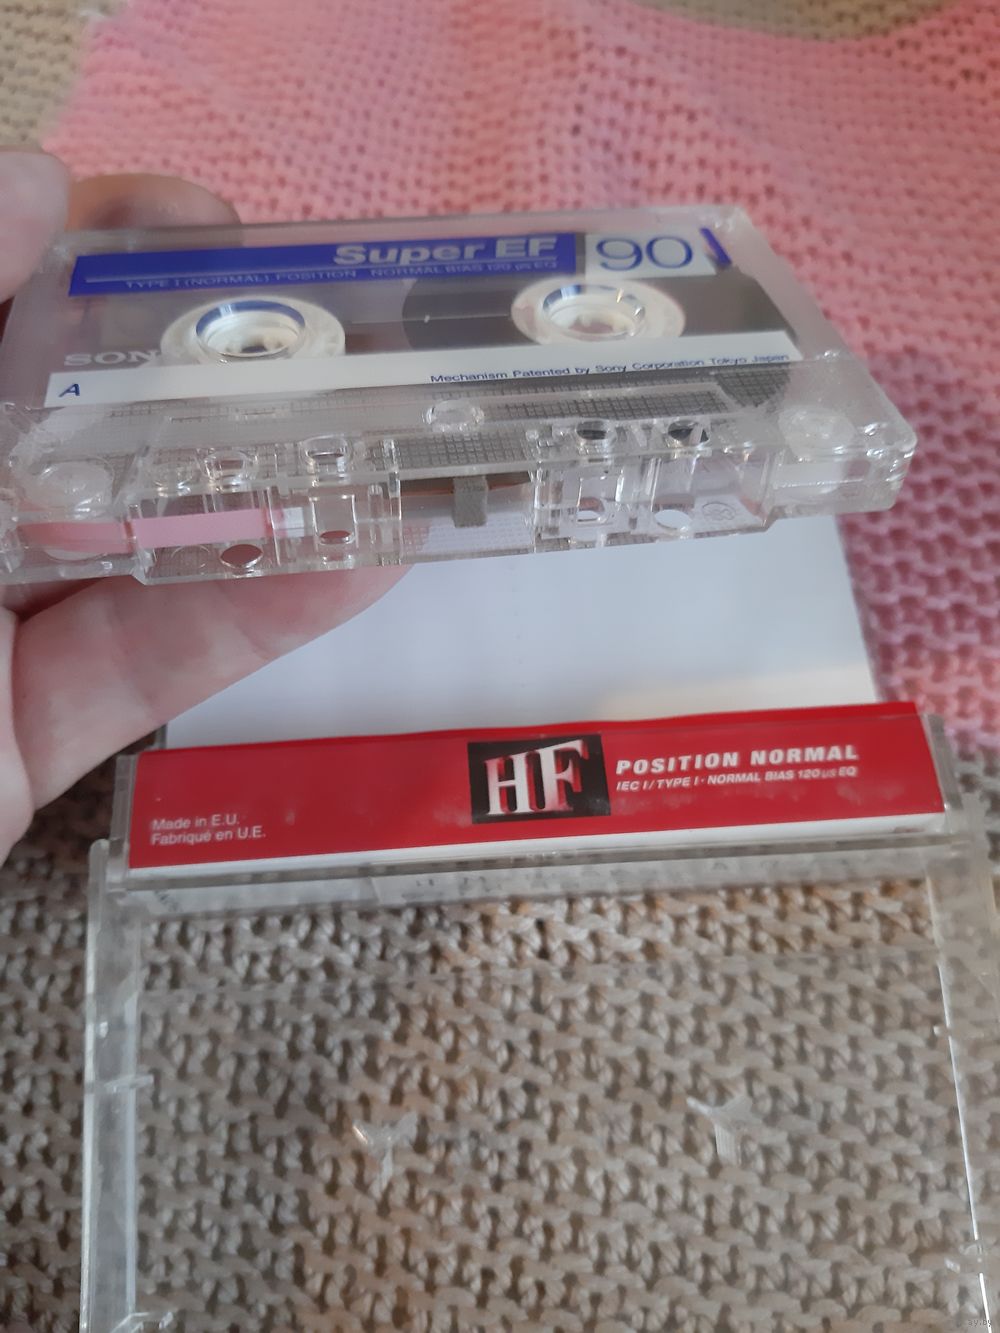 Super EF
90
TYPE I (NORMAL) POSITION NORMAL BIAS 120 µs EQ
SONY
A
Mechanism Patented by Sony Corporation Tokyo Japan
HF
POSITION NORMAL
IEC I/TYPE I · NORMAL BIAS 120 µs EQ
Made in E.U.
Fabriqué en U.E.